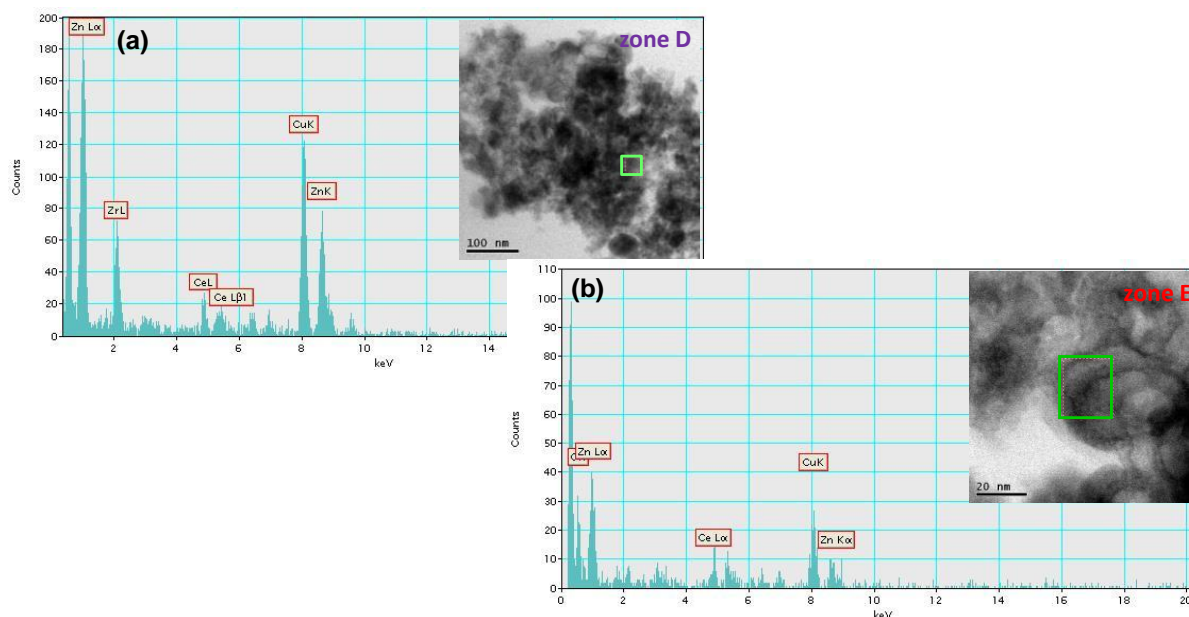 (a)
zone D
Zn Lα
CuK
ZnK
ZrL
CeL
Ce Lβ1
200
180
160
140
120
100
80
60
40
20
0
Counts
2 4 6 8 10 12 14
keV
100 nm
(b)
zone E
Zn Lα
CuK
Ce Lα
Zn Kα
110
100
90
80
70
60
50
40
30
20
10
0
Counts
0 2 4 6 8 10 12 14 16 18 20
keV
20 nm